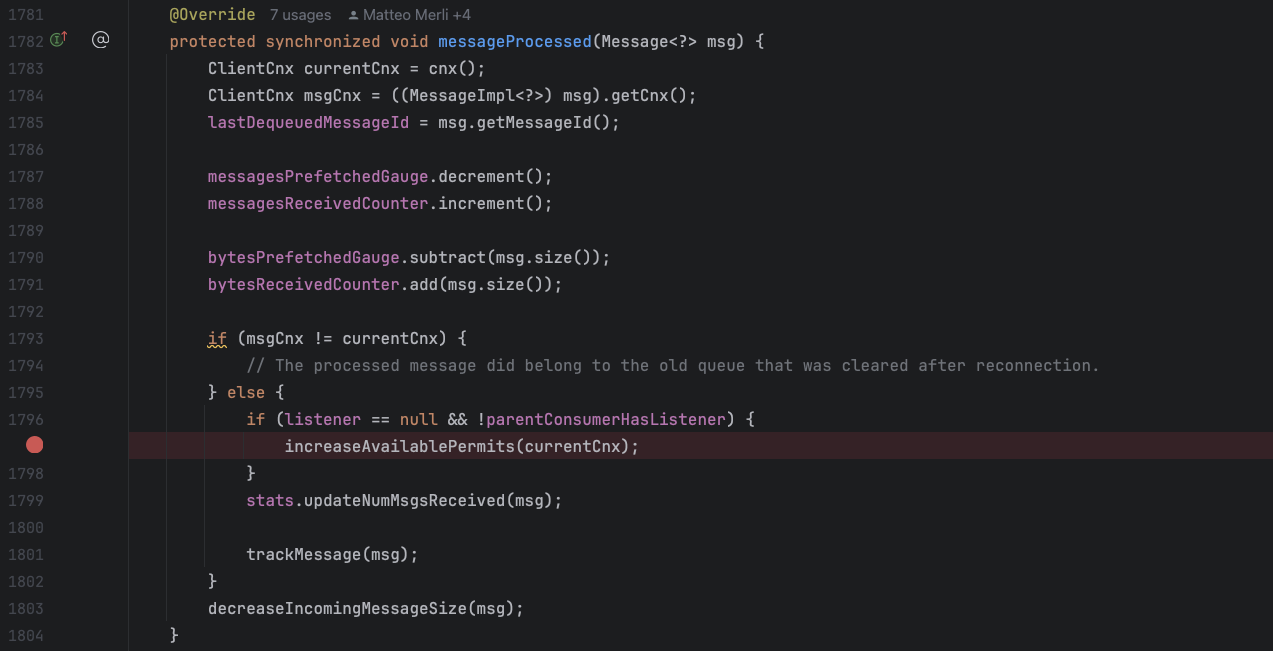 1781 @Override 7 usages Matteo Merli +4
1782 @ protected synchronized void messageProcessed(Message<?> msg) {
1783 ClientCnx currentCnx = cnx();
1784 ClientCnx msgCnx = ((MessageImpl<?>) msg).getCnx();
1785 lastDequeuedMessageId = msg.getMessageId();
1786
1787 messagesPrefetchedGauge.decrement();
1788 messagesReceivedCounter.increment();
1789
1790 bytesPrefetchedGauge.subtract(msg.size());
1791 bytesReceivedCounter.add(msg.size());
1792
1793 if (msgCnx != currentCnx) {
1794 // The processed message did belong to the old queue that was cleared after reconnection.
1795 } else {
1796 if (listener == null && !parentConsumerHasListener) {
increaseAvailablePermits(currentCnx);
1798 }
1799 stats.updateNumMsgsReceived(msg);
1800
1801 trackMessage(msg);
1802 }
1803 decreaseIncomingMessageSize(msg);
1804 }